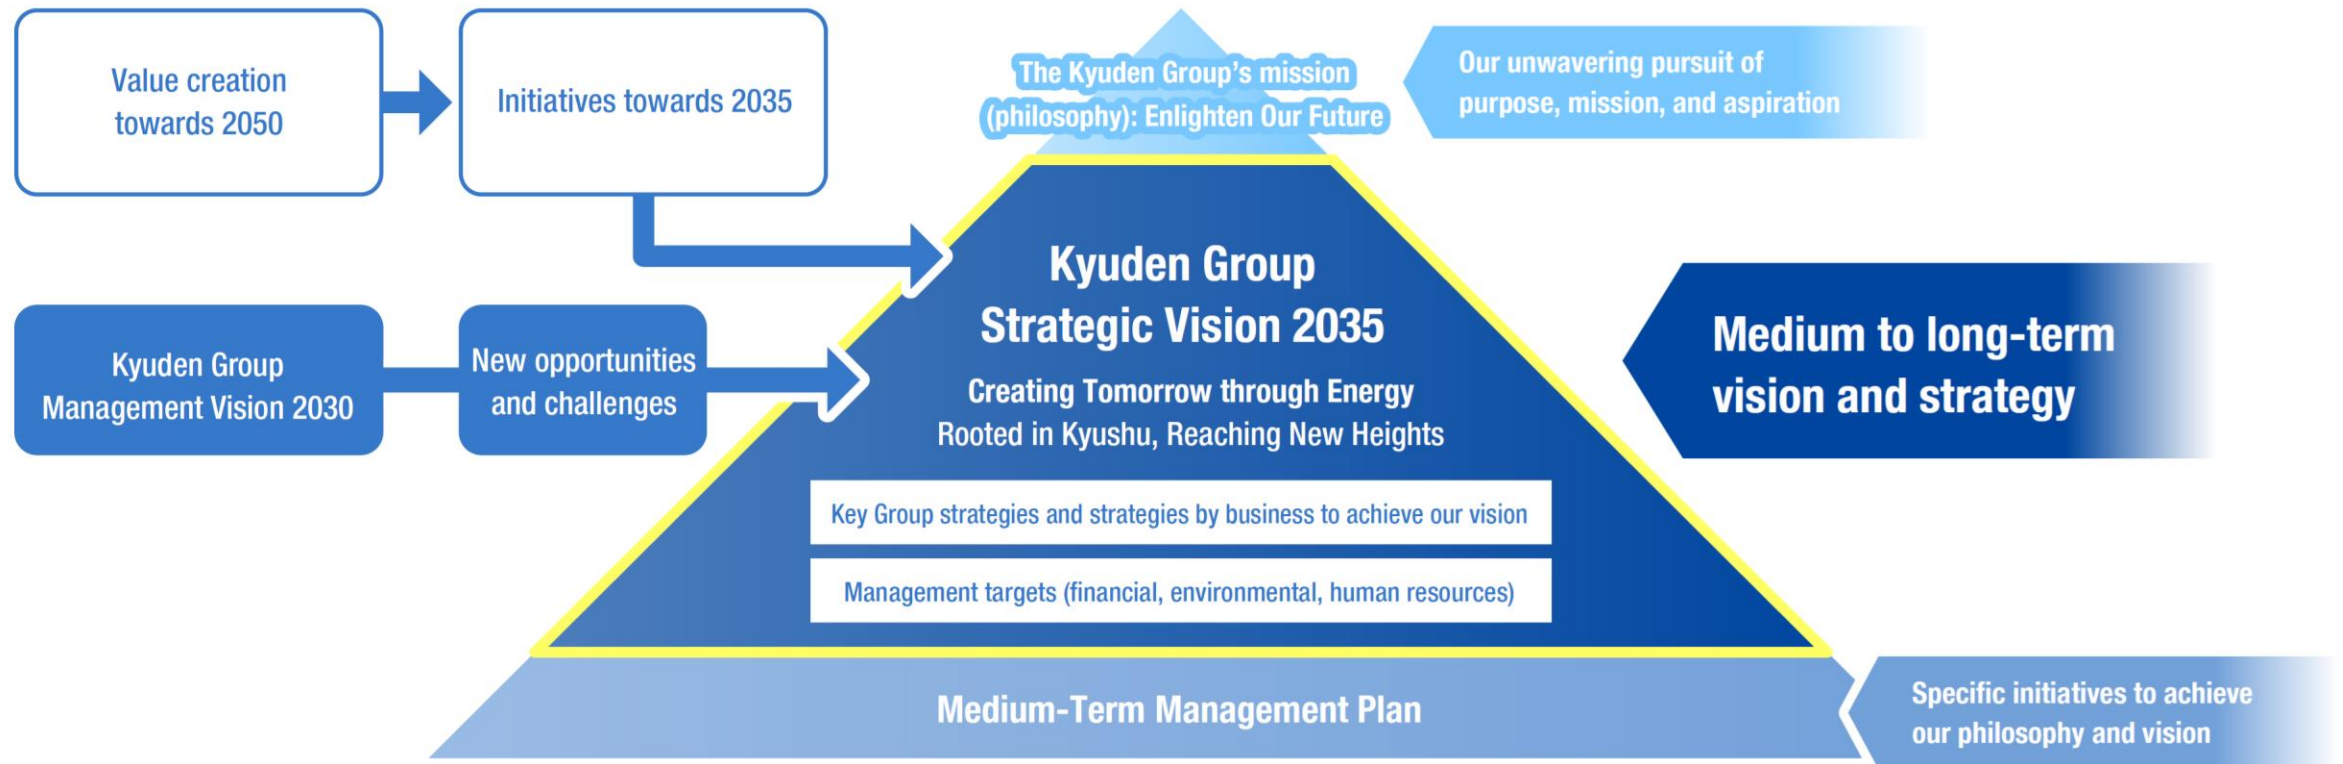 Value creation
towards 2050
Initiatives towards 2035
The Kyuden Group's mission
(philosophy): Enlighten Our Future
Our unwavering pursuit of
purpose, mission, and aspiration
Kyuden Group
Management Vision 2030
New opportunities
and challenges
Kyuden Group
Strategic Vision 2035
Creating Tomorrow through Energy
Rooted in Kyushu, Reaching New Heights
Key Group strategies and strategies by business to achieve our vision
Management targets (financial, environmental, human resources)
Medium to long-term
vision and strategy
Medium-Term Management Plan
Specific initiatives to achieve
our philosophy and vision